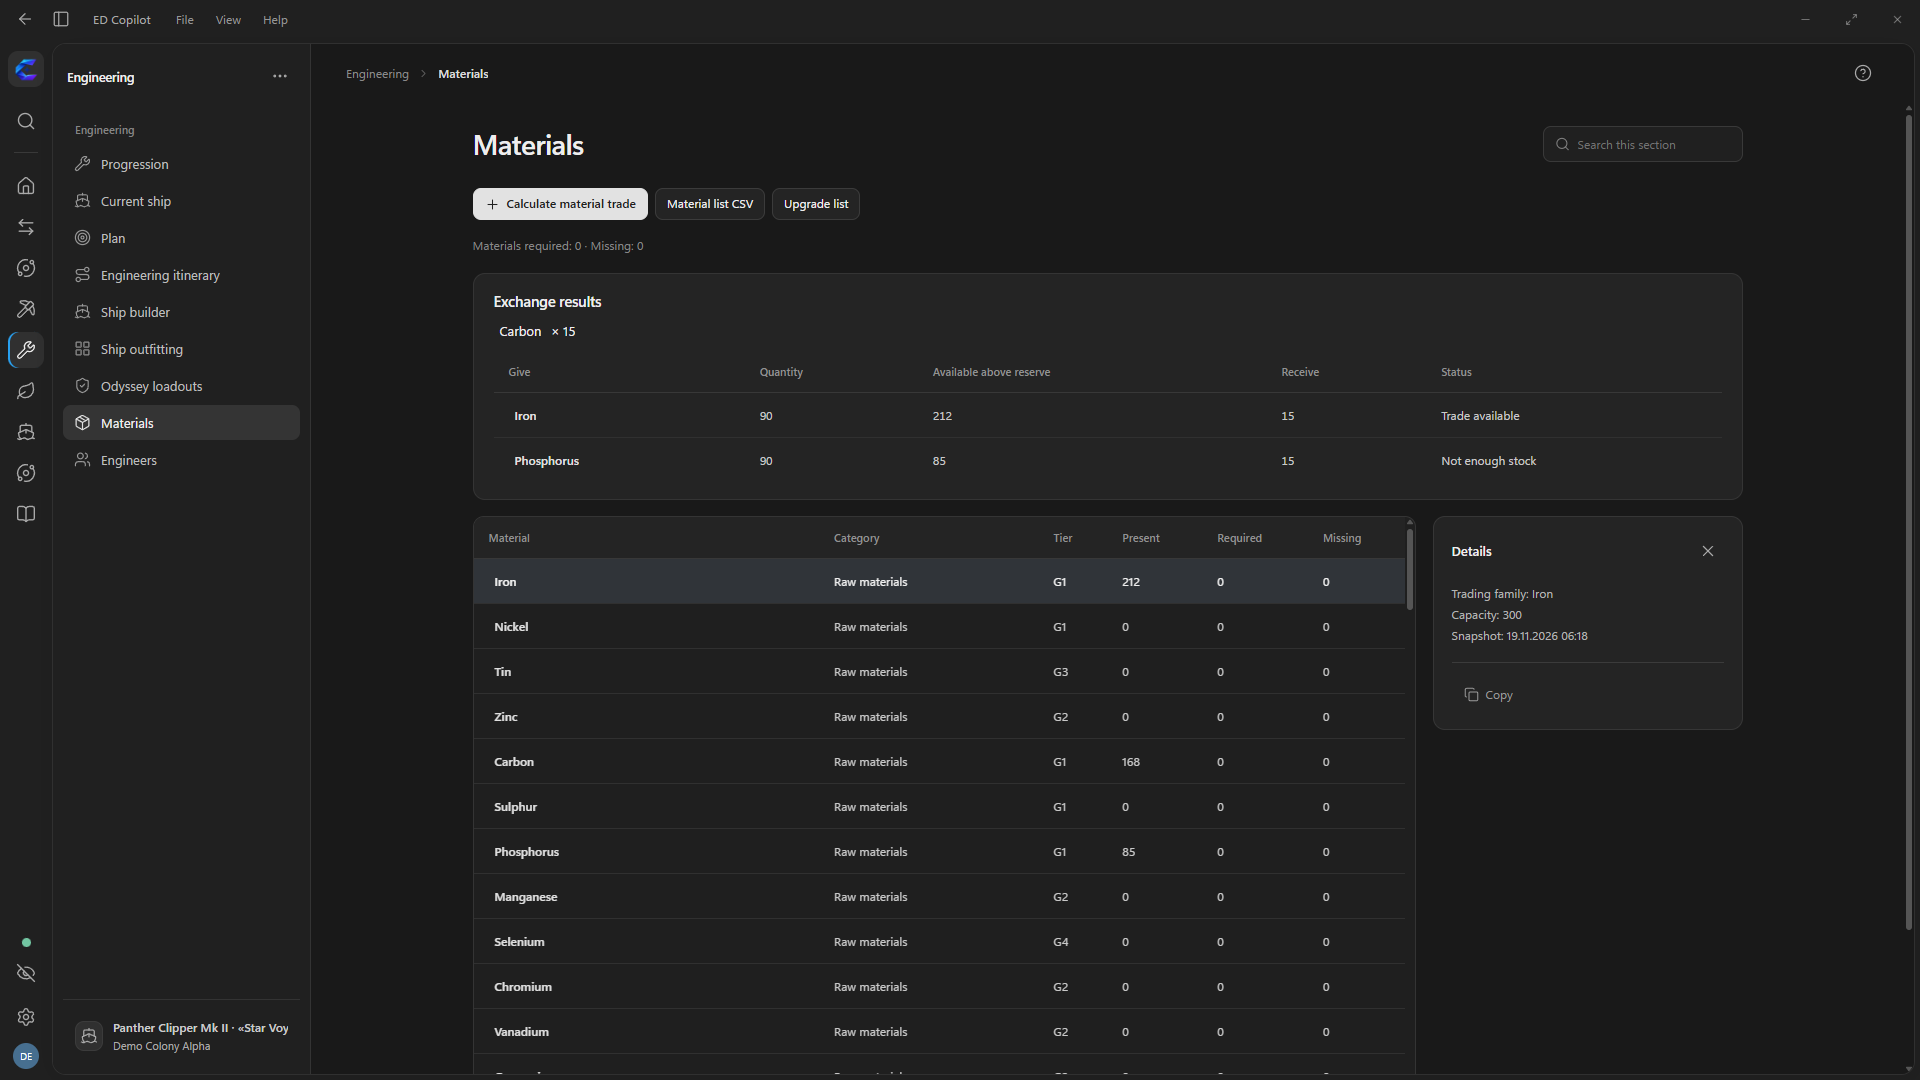 ED Copilot File View Help
Engineering
Engineering
Progression
Current ship
Plan
Engineering itinerary
Ship builder
Ship outfitting
Odyssey loadouts
Materials
Engineers
Panther Clipper Mk II · «Star Voy
Demo Colony Alpha
DE
Engineering > Materials
Materials
Search this section
+ Calculate material trade
Material list CSV
Upgrade list
Materials required: 0 · Missing: 0
Exchange results
Carbon × 15
Give Quantity Available above reserve Receive Status
Iron 90 212 15 Trade available
Phosphorus 90 85 15 Not enough stock
Material Category Tier Present Required Missing
Iron Raw materials G1 212 0 0
Nickel Raw materials G1 0 0 0
Tin Raw materials G3 0 0 0
Zinc Raw materials G2 0 0 0
Carbon Raw materials G1 168 0 0
Sulphur Raw materials G1 0 0 0
Phosphorus Raw materials G1 85 0 0
Manganese Raw materials G2 0 0 0
Selenium Raw materials G4 0 0 0
Chromium Raw materials G2 0 0 0
Vanadium Raw materials G2 0 0 0
Details
Trading family: Iron
Capacity: 300
Snapshot: 19.11.2026 06:18
Copy